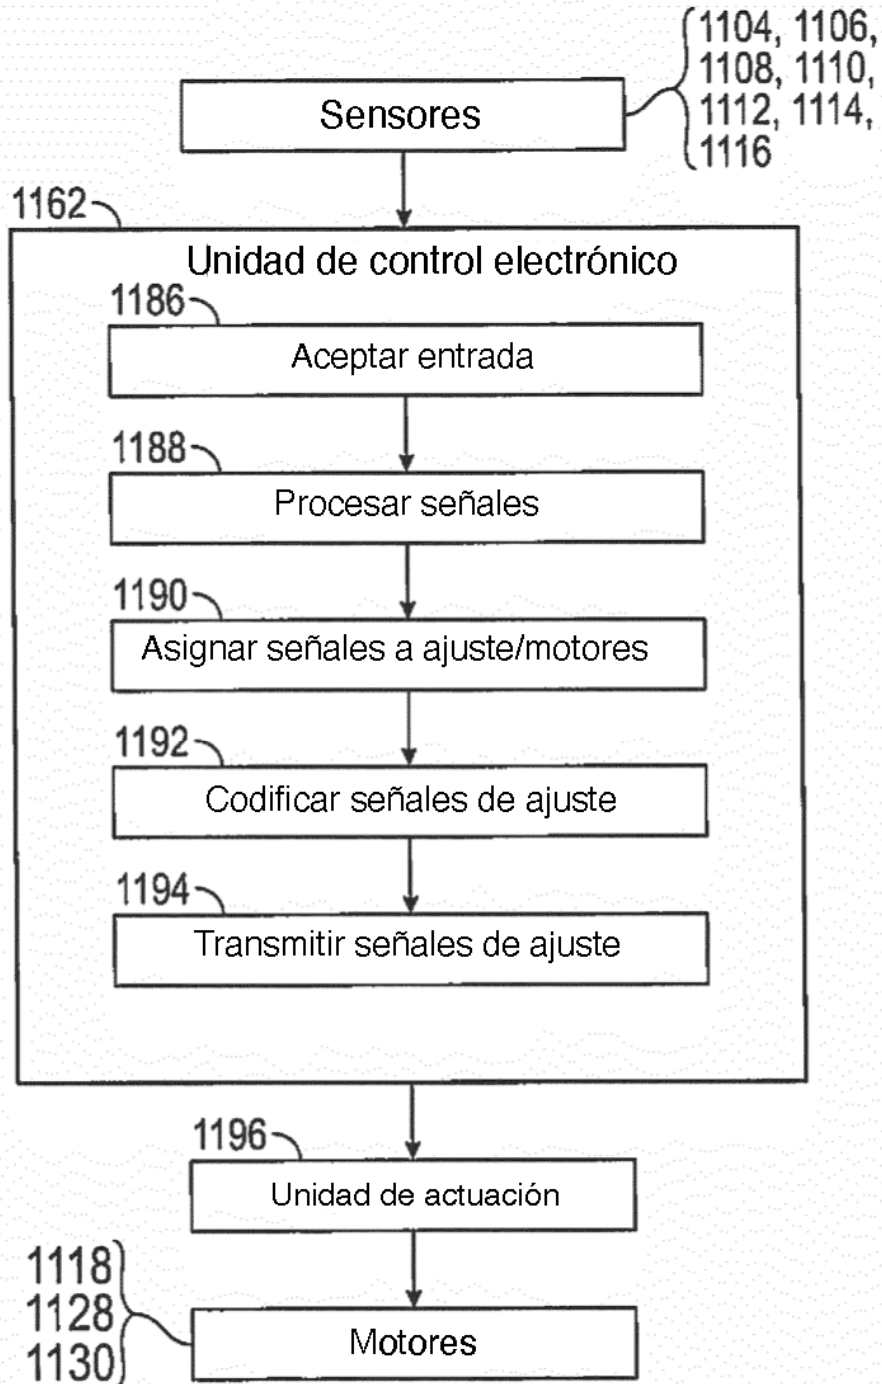 1104, 1106,
1108, 1110,
1112, 1114,
1116
Sensores
1162
Unidad de control electrónico
1186
Aceptar entrada
1188
Procesar señales
1190
Asignar señales a ajuste/motores
1192
Codificar señales de ajuste
1194
Transmitir señales de ajuste
1196
Unidad de actuación
1118
1128
1130
Motores